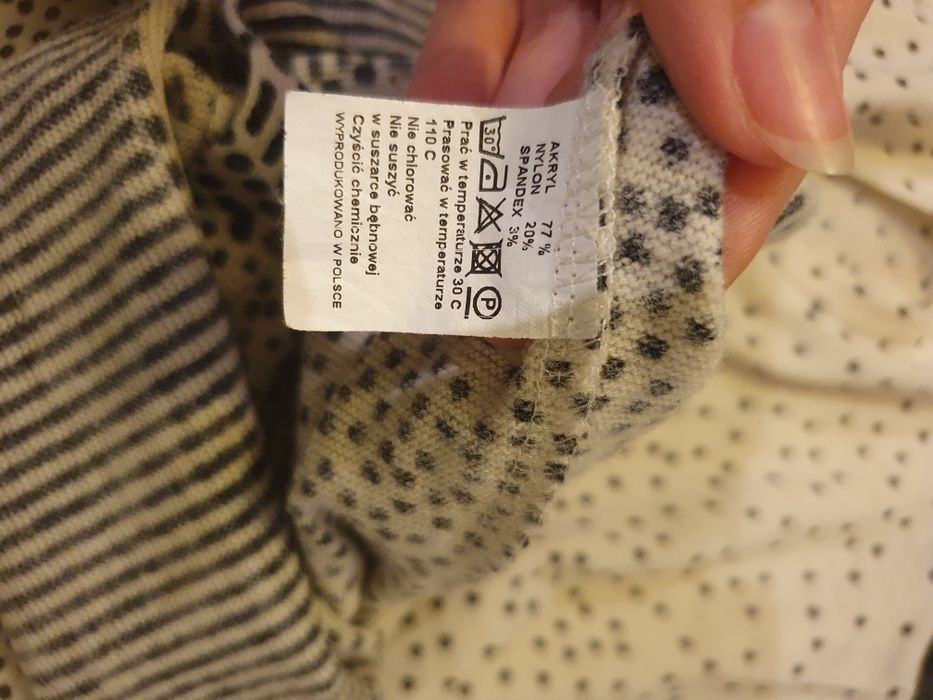 AKRYL 77 %
NYLON 20%
SPANDEX 3%
30°
P
Prać w temperaturze 30 C
Prasować w temperaturze
110 C
Nie chlorować
Nie suszyć
w suszarce bębnowej
Czyścić chemicznie
WYPRODUKOWANO W POLSCE